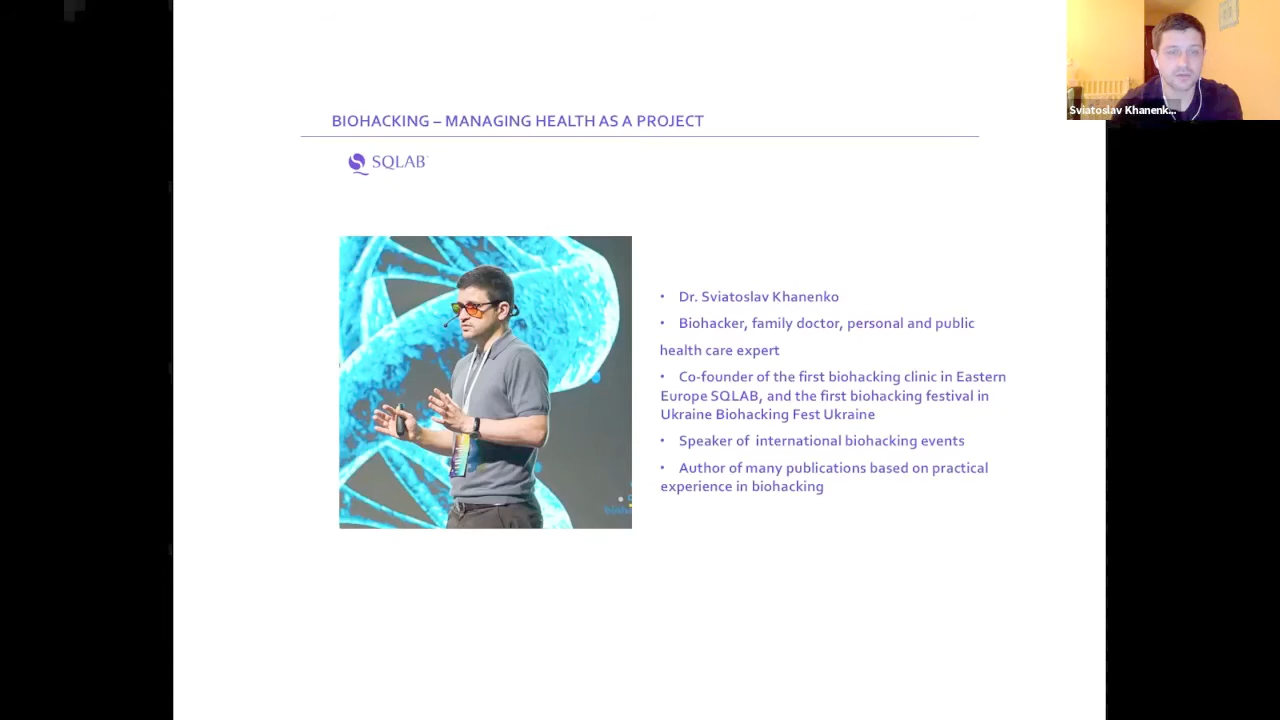 Sviatoslav Khanenk...
BIOHACKING – MANAGING HEALTH AS A PROJECT
SQLAB
• Dr. Sviatoslav Khanenko
• Biohacker, family doctor, personal and public
health care expert
• Co-founder of the first biohacking clinic in Eastern
Europe SQLAB, and the first biohacking festival in
Ukraine Biohacking Fest Ukraine
• Speaker of international biohacking events
• Author of many publications based on practical
experience in biohacking